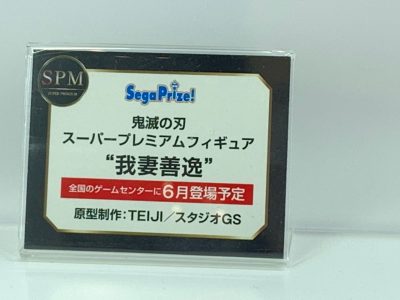 SPM
SUPER PREMIUM
SegaPrize!
鬼滅の刃
スーパープレミアムフィギュア
“我妻善逸”
全国のゲームセンターに6月登場予定
原型制作：TEIJI／スタジオGS